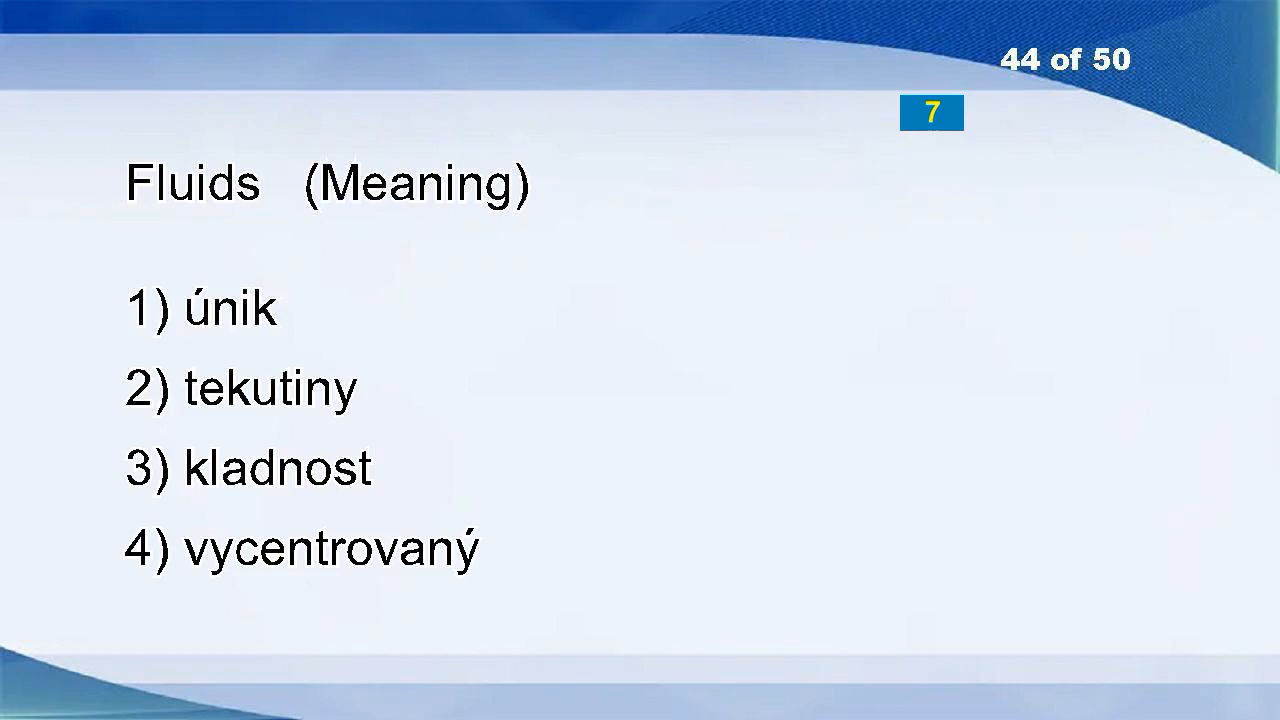 44 of 50
7
Fluids (Meaning)
1) únik
2) tekutiny
3) kladnost
4) vycentrovaný